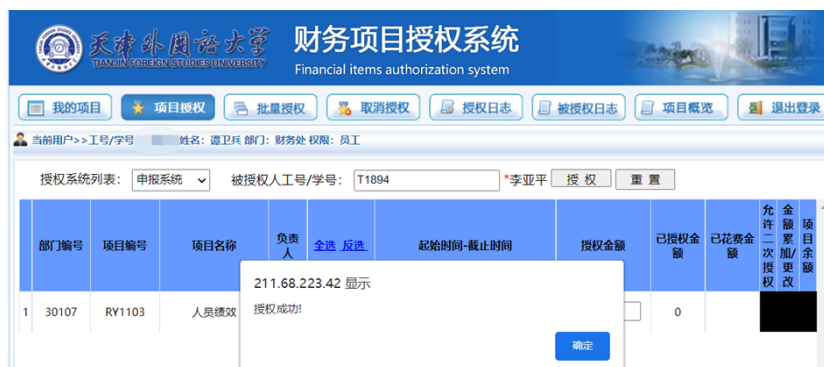 天津外国语大学
TIANJIN FOREIGN STUDIES UNIVERSITY
财务项目授权系统
Financial items authorization system
我的项目 项目授权 批量授权 取消授权 授权日志 被授权日志 项目概览 退出登录
当前用户>>工号/学号 姓名: 谭卫兵 部门: 财务处 权限: 员工
授权系统列表: 申报系统 被授权人工号/学号: T1894 *李亚平 授 权 重 置
部门编号 项目编号 项目名称 负责人 全选 反选 起始时间-截止时间 授权金额 已授权金额 已花费金额 允许二次授权 金额累加/更改 项目余额
211.68.223.42 显示
授权成功!
确定
1 30107 RY1103 人员绩效 0